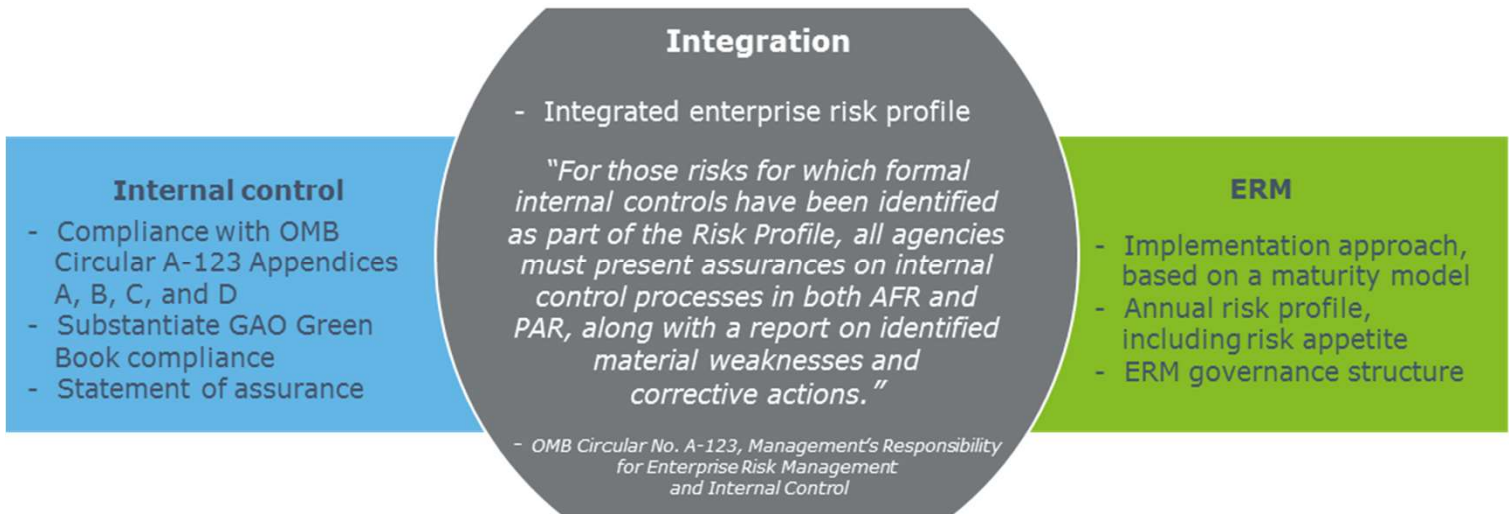 Internal control
- Compliance with OMB
Circular A-123 Appendices
A, B, C, and D
- Substantiate GAO Green
Book compliance
- Statement of assurance
Integration
- Integrated enterprise risk profile
“For those risks for which formal
internal controls have been identified
as part of the Risk Profile, all agencies
must present assurances on internal
control processes in both AFR and
PAR, along with a report on identified
material weaknesses and
corrective actions.”
- OMB Circular No. A-123, Management’s Responsibility
for Enterprise Risk Management
and Internal Control
ERM
- Implementation approach,
based on a maturity model
- Annual risk profile,
including risk appetite
- ERM governance structure